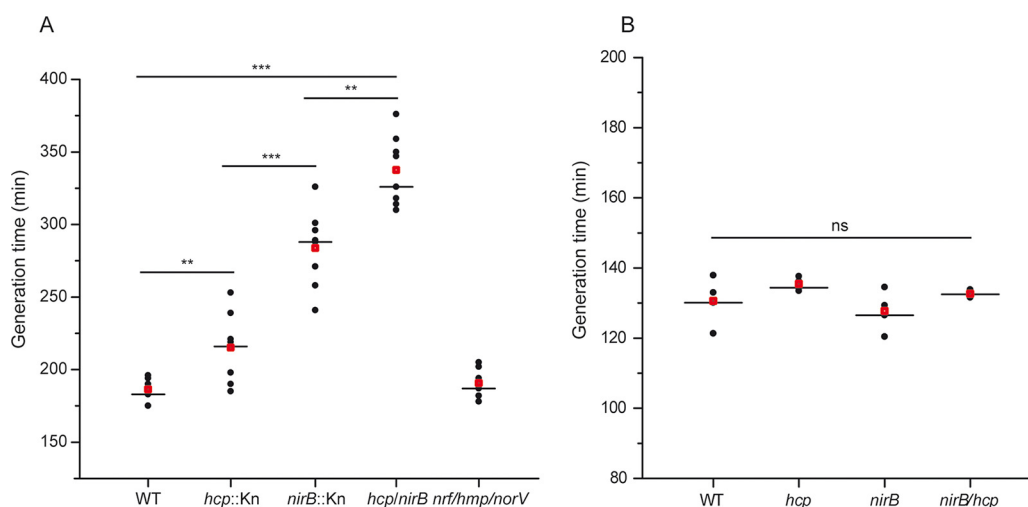 A
Generation time (min)
400
350
300
250
200
150
***
**
***
**
WT
hcp::Kn
nirB::Kn
hcp/nirB
nrf/hmp/norV
B
Generation time (min)
200
180
160
140
120
100
80
ns
WT
hcp
nirB
nirB/hcp